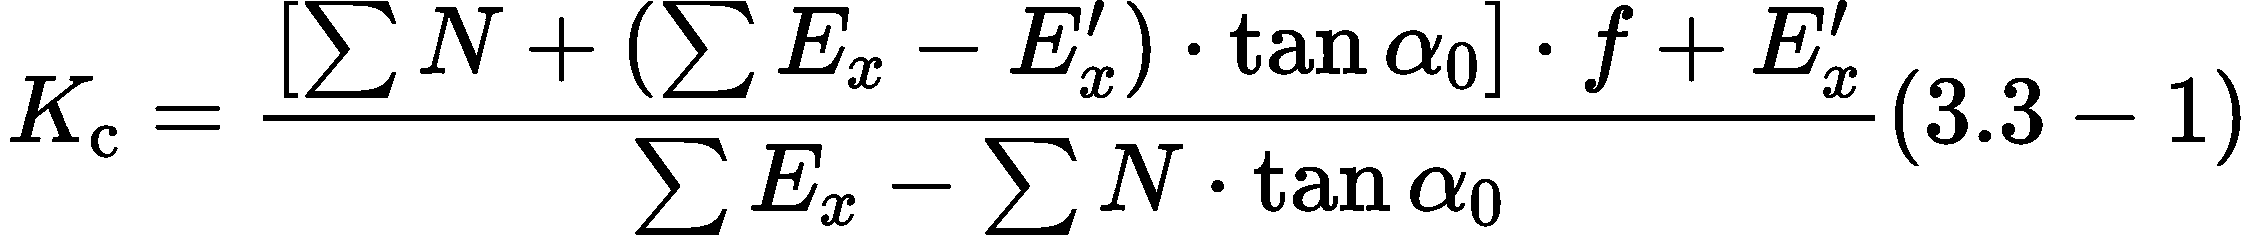 K_c = \frac{[\sum N + (\sum E_x - E'_x) \cdot \tan \alpha_0] \cdot f + E'_x}{\sum E_x - \sum N \cdot \tan \alpha_0} (3.3 - 1)